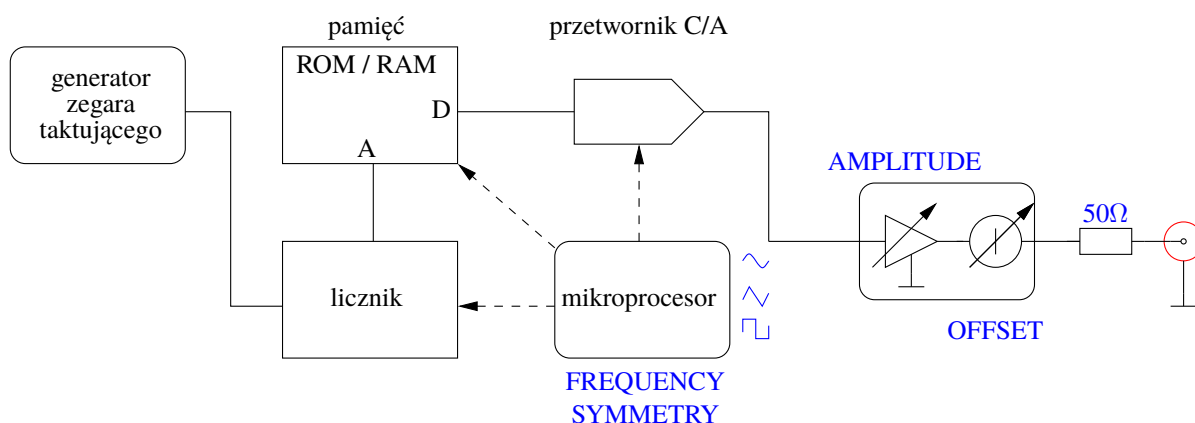 pamięć
przetwornik C/A
generator
zegara
taktującego
ROM / RAM
D
A
licznik
mikroprocesor
FREQUENCY
SYMMETRY
AMPLITUDE
OFFSET
50Ω